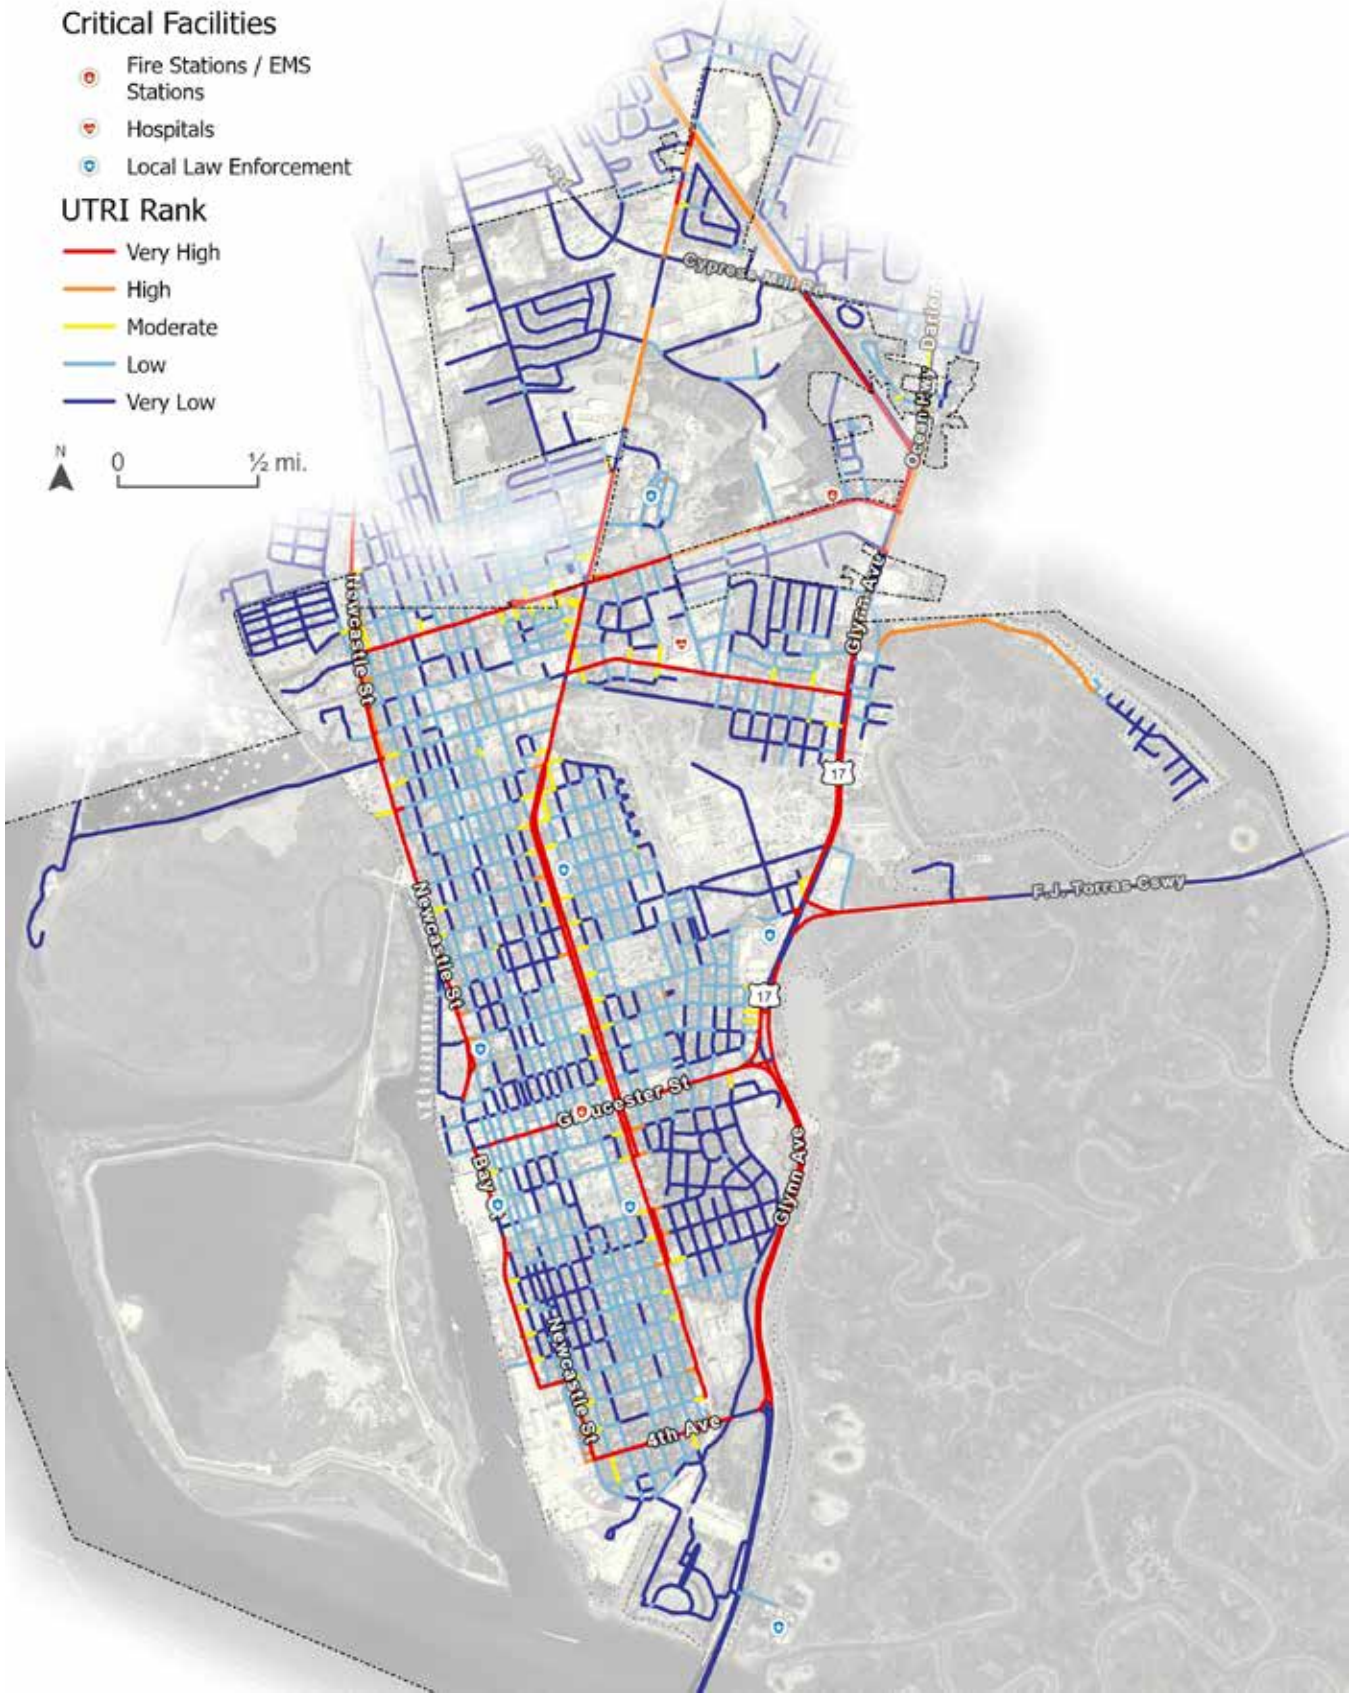 Critical Facilities
Fire Stations / EMS
Stations
Hospitals
Local Law Enforcement
UTRI Rank
Very High
High
Moderate
Low
Very Low
N
0
½ mi.
Cypress Mill Rd
Ocean Hwy
Glynn Ave
Newcastle St
17
F.J. Torras Cswy
Newcastle St
17
Gloucester St
Glynn Ave
Bay
Newcastle St
4th Ave